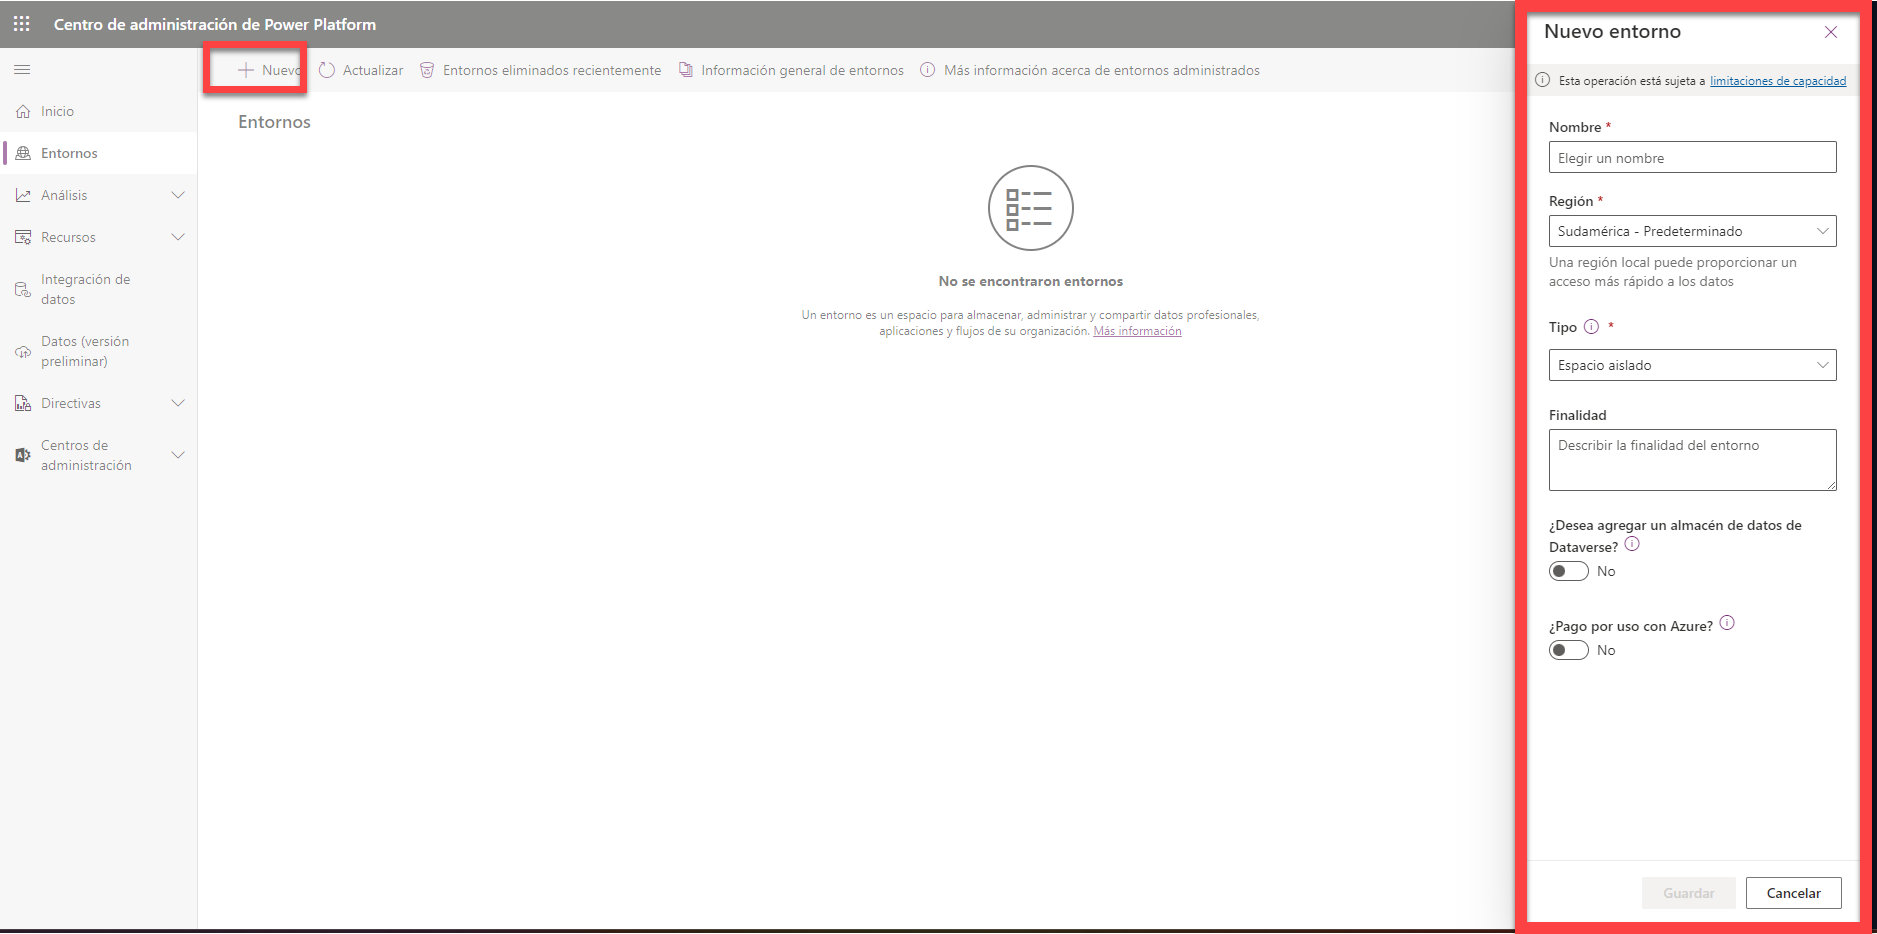 Centro de administración de Power Platform
Nuevo
Actualizar
Entornos eliminados recientemente
Información general de entornos
Más información acerca de entornos administrados
Inicio
Entornos
Análisis
Recursos
Integración de
datos
Datos (versión
preliminar)
Directivas
Centros de
administración
Entornos
No se encontraron entornos
Un entorno es un espacio para almacenar, administrar y compartir datos profesionales,
aplicaciones y flujos de su organización. Más información
Nuevo entorno
Esta operación está sujeta a limitaciones de capacidad
Nombre *
Elegir un nombre
Región *
Sudamérica - Predeterminado
Una región local puede proporcionar un
acceso más rápido a los datos
Tipo *
Espacio aislado
Finalidad
Describir la finalidad del entorno
¿Desea agregar un almacén de datos de
Dataverse?
No
¿Pago por uso con Azure?
No
Guardar
Cancelar